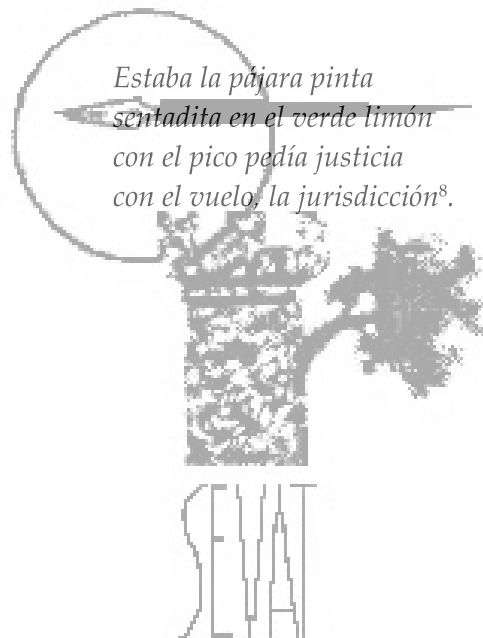 Estaba la pájara pinta
sentadita en el verde limón
con el pico pedía justicia
con el vuelo, la jurisdicción⁸.
SEVAT